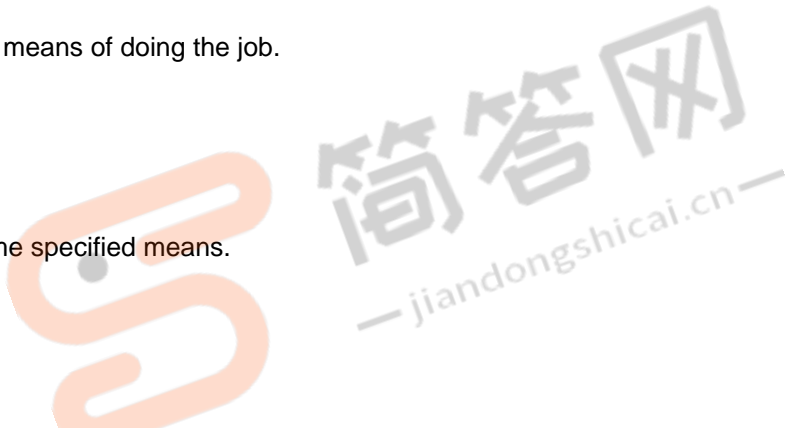 means of doing the job.
简答网
he specified means.
jiandongshicai.cn